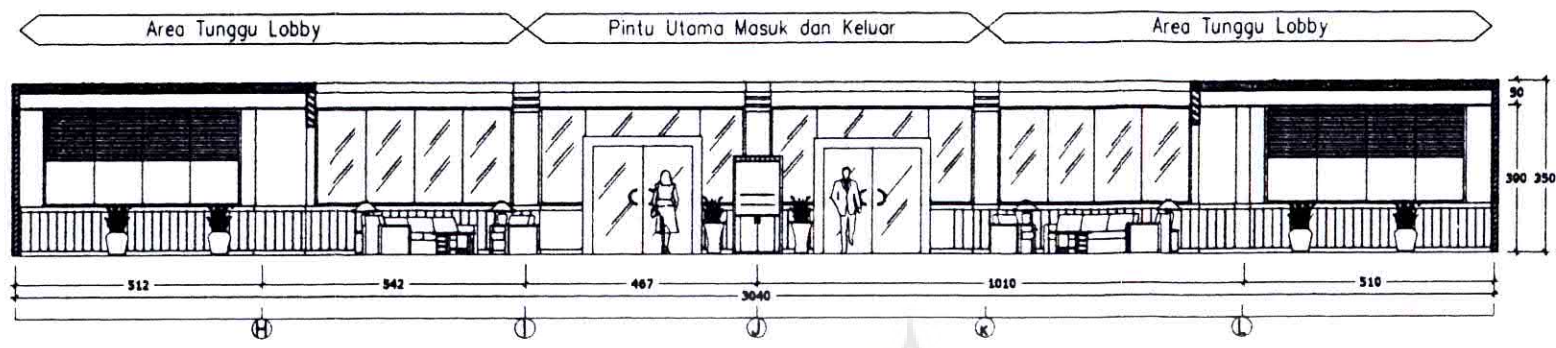 Area Tunggu Lobby
Pintu Utama Masuk dan Keluar
Area Tunggu Lobby
50
300
350
512
542
467
1010
510
3040
H
I
J
K
L